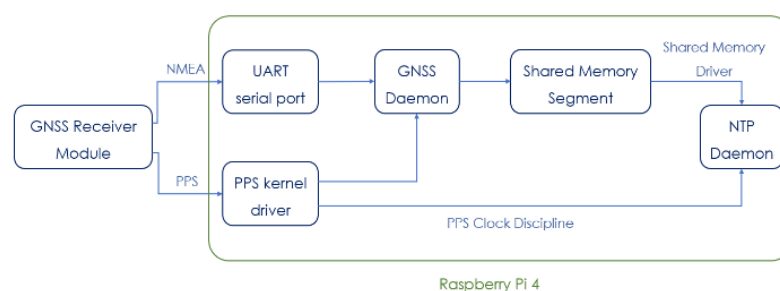 Shared Memory
Driver
NMEA
UART
serial port
GNSS
Daemon
Shared Memory
Segment
GNSS Receiver
Module
NTP
Daemon
PPS
PPS kernel
driver
PPS Clock Discipline
Raspberry Pi 4